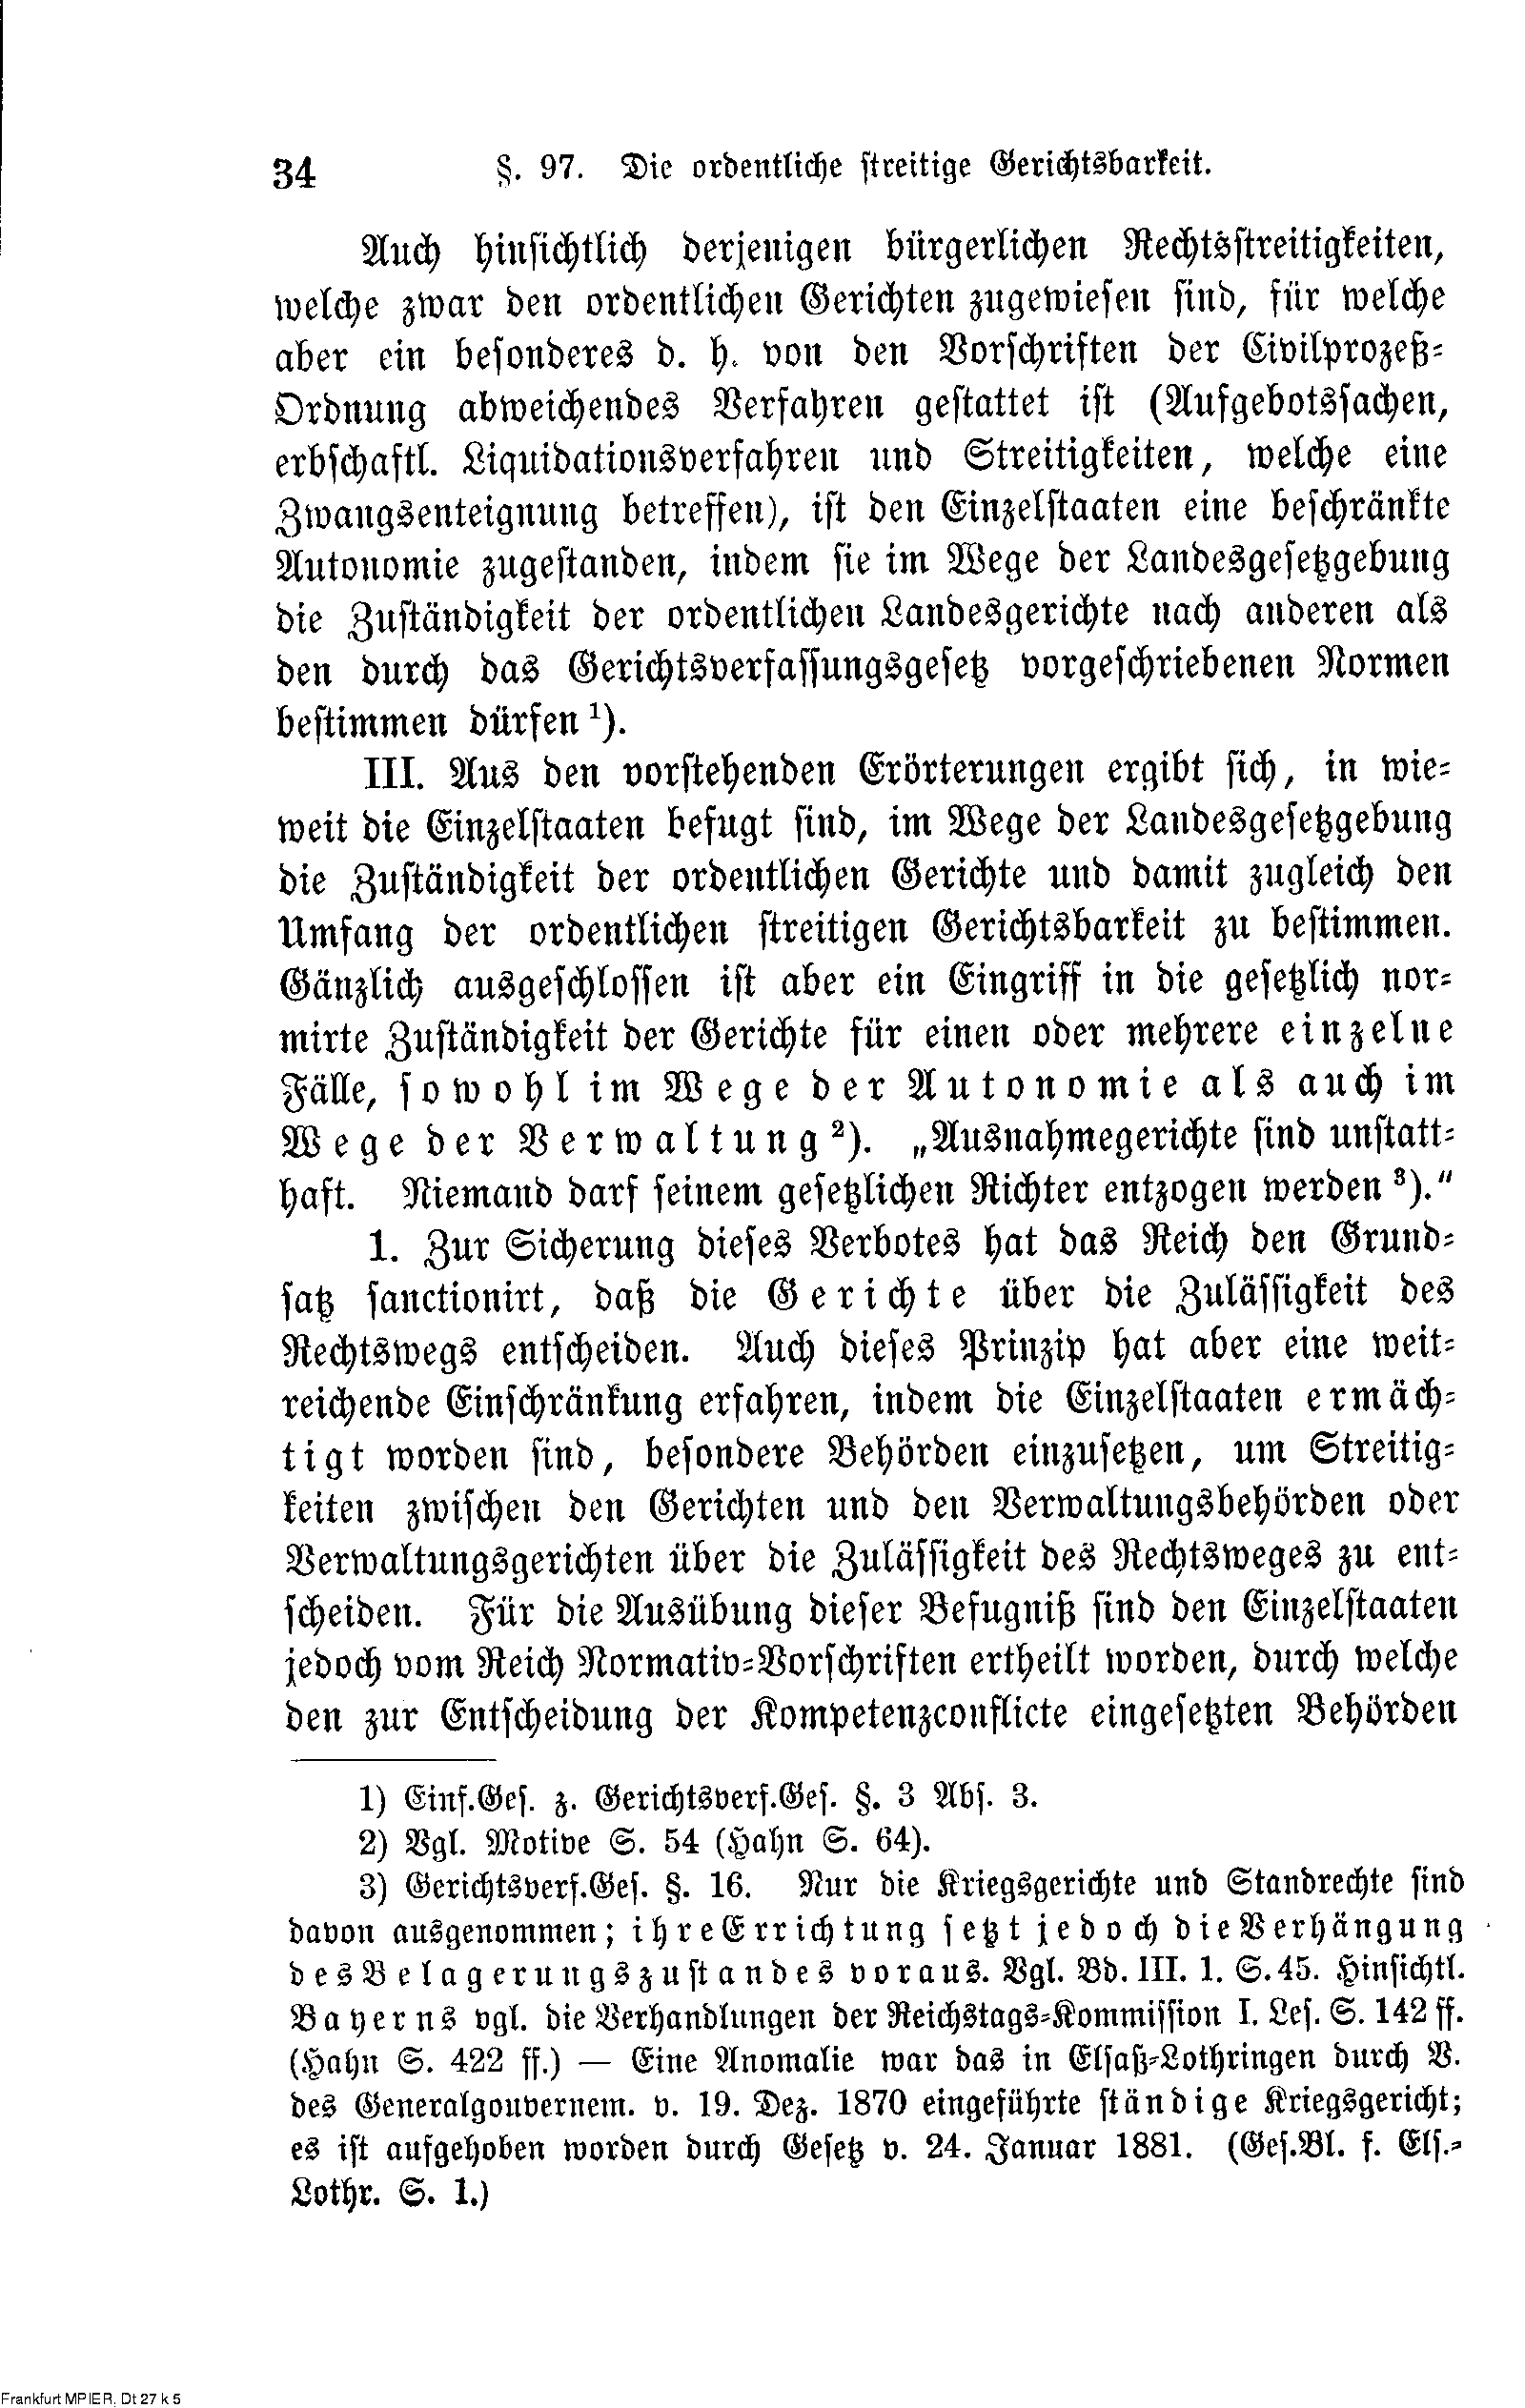 34 §. 97. Die ordentliche streitige Gerichtsbarkeit.
Auch hinsichtlich derjenigen bürgerlichen Rechtsstreitigkeiten,
welche zwar den ordentlichen Gerichten zugewiesen sind, für welche
aber ein besonderes d. h. von den Vorschriften der Civilprozeß-
Ordnung abweichendes Verfahren gestattet ist (Aufgebotssachen,
erbschaftl. Liquidationsverfahren und Streitigkeiten, welche eine
Zwangsenteignung betreffen), ist den Einzelstaaten eine beschränkte
Autonomie zugestanden, indem sie im Wege der Landesgesetzgebung
die Zuständigkeit der ordentlichen Landesgerichte nach anderen als
den durch das Gerichtsverfassungsgesetz vorgeschriebenen Normen
bestimmen dürfen ¹).
III. Aus den vorstehenden Erörterungen ergibt sich, in wie-
weit die Einzelstaaten befugt sind, im Wege der Landesgesetzgebung
die Zuständigkeit der ordentlichen Gerichte und damit zugleich den
Umfang der ordentlichen streitigen Gerichtsbarkeit zu bestimmen.
Gänzlich ausgeschlossen ist aber ein Eingriff in die gesetzlich nor-
mirte Zuständigkeit der Gerichte für einen oder mehrere einzelne
Fälle, sowohl im Wege der Autonomie als auch im
Wege der Verwaltung ²). „Ausnahmegerichte sind unstatt-
haft. Niemand darf seinem gesetzlichen Richter entzogen werden ³).“
1. Zur Sicherung dieses Verbotes hat das Reich den Grund-
satz sanctionirt, daß die Gerichte über die Zulässigkeit des
Rechtswegs entscheiden. Auch dieses Prinzip hat aber eine weit-
reichende Einschränkung erfahren, indem die Einzelstaaten ermäch-
tigt worden sind, besondere Behörden einzusetzen, um Streitig-
keiten zwischen den Gerichten und den Verwaltungsbehörden oder
Verwaltungsgerichten über die Zulässigkeit des Rechtsweges zu ent-
scheiden. Für die Ausübung dieser Befugniß sind den Einzelstaaten
jedoch vom Reich Normativ-Vorschriften ertheilt worden, durch welche
den zur Entscheidung der Kompetenzconflicte eingesetzten Behörden
1) Einf.Ges. z. Gerichtsverf.Ges. §. 3 Abs. 3.
2) Vgl. Motive S. 54 (Hahn S. 64).
3) Gerichtsverf.Ges. §. 16. Nur die Kriegsgerichte und Standrechte sind
davon ausgenommen; ihre Errichtung setzt jedoch die Verhängung
des Belagerungszustandes voraus. Vgl. Bd. III. 1. S. 45. Hinsichtl.
Bayerns vgl. die Verhandlungen der Reichstags-Kommission I. Les. S. 142 ff.
(Hahn S. 422 ff.) — Eine Anomalie war das in Elsaß-Lothringen durch V.
des Generalgouvernem. v. 19. Dez. 1870 eingeführte ständige Kriegsgericht;
es ist aufgehoben worden durch Gesetz v. 24. Januar 1881. (Ges.Bl. f. Els.-
Lothr. S. 1.)
Frankfurt MPIER, Dt 27 k 5